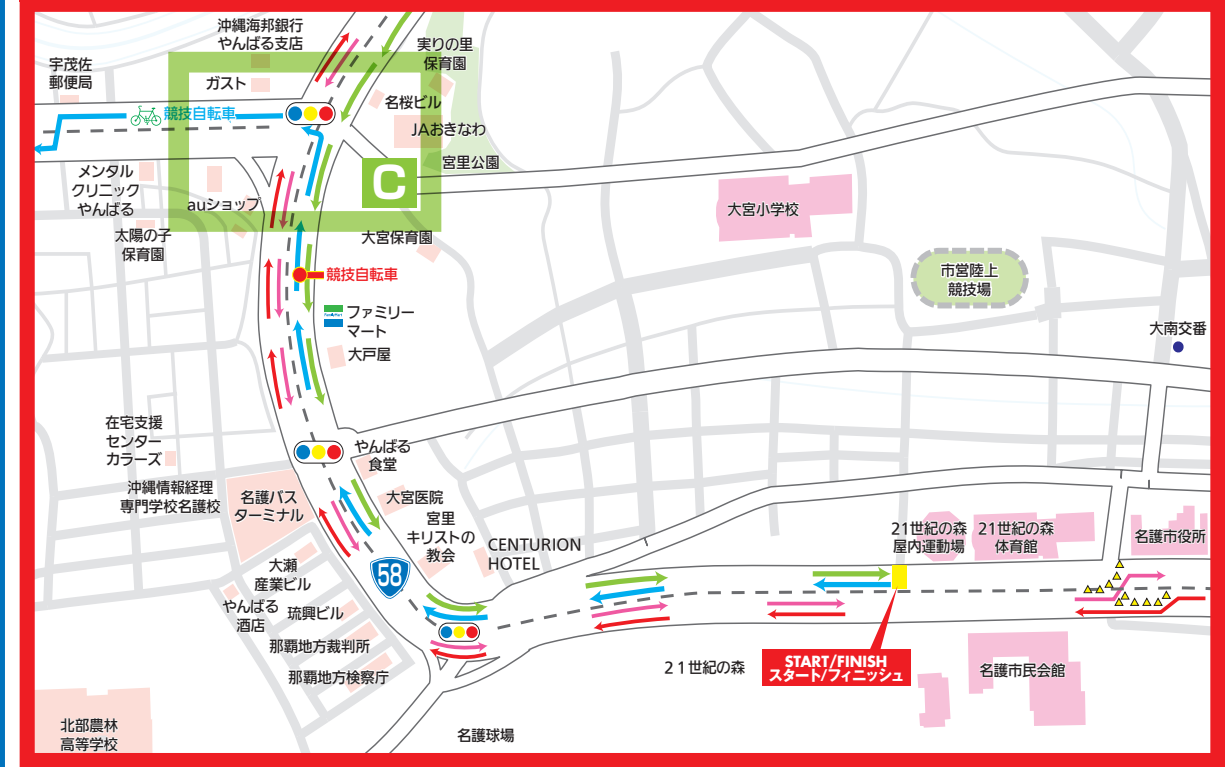 沖縄海邦銀行
やんばる支店
実りの里
保育園
宇茂佐
郵便局
ガスト
名桜ビル
競技自転車
JAおきなわ
宮里公園
C
メンタル
クリニック
やんばる
auショップ
大宮小学校
太陽の子
保育園
大宮保育園
競技自転車
市営陸上
競技場
FamilyMart
ファミリー
マート
大南交番
大戸屋
在宅支援
センター
カラーズ
やんばる
食堂
沖縄情報経理
専門学校名護校
名護バス
ターミナル
大宮医院
宮里
キリストの
教会
CENTURION
HOTEL
21世紀の森
屋内運動場
21世紀の森
体育館
名護市役所
大瀬
産業ビル
58
やんばる
酒店
琉興ビル
那覇地方裁判所
那覇地方検察庁
21世紀の森
START/FINISH
スタート/フィニッシュ
名護市民会館
北部農林
高等学校
名護球場